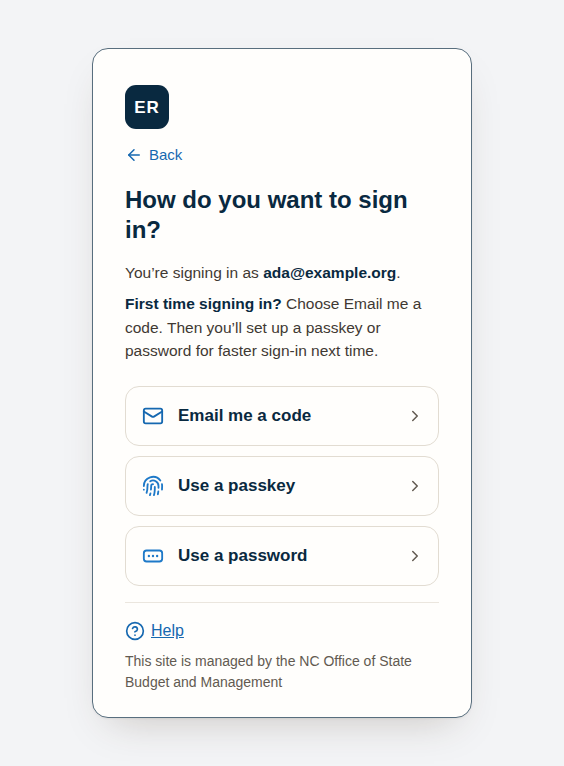 ER
Back
How do you want to sign
in?
You’re signing in as ada@example.org.
First time signing in? Choose Email me a
code. Then you’ll set up a passkey or
password for faster sign-in next time.
Email me a code
Use a passkey
Use a password
Help
This site is managed by the NC Office of State
Budget and Management